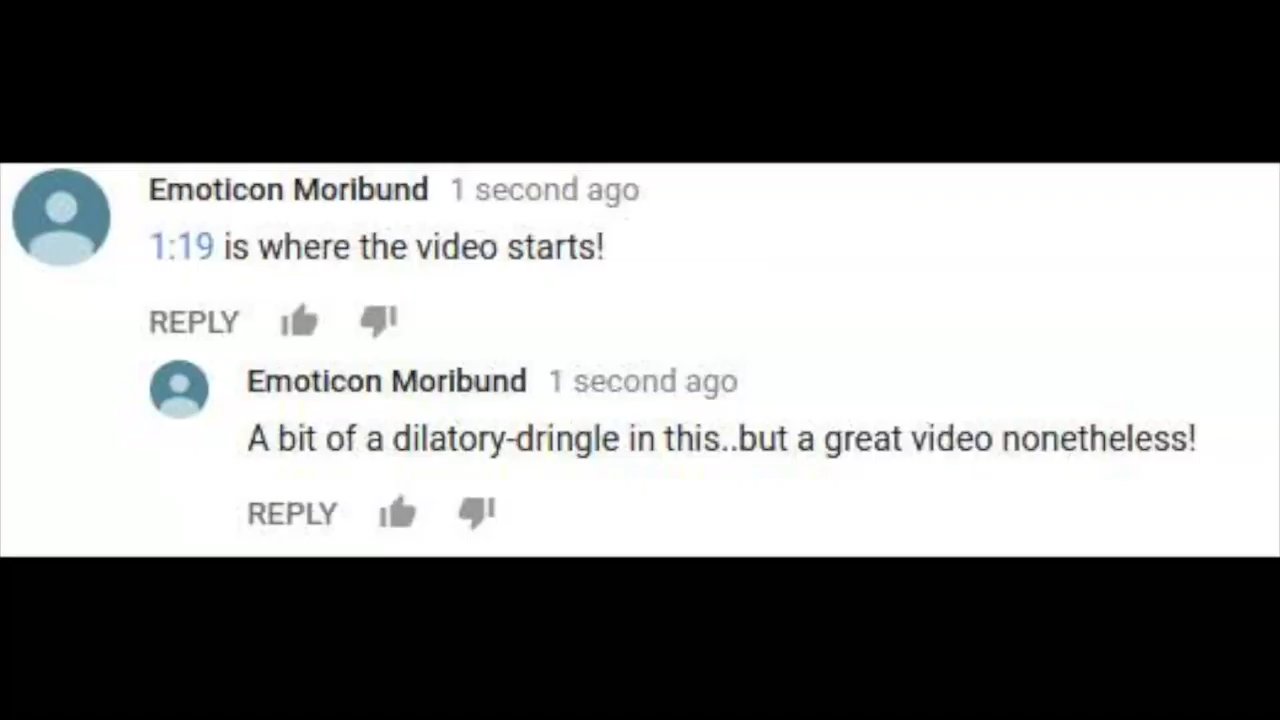 Emoticon Moribund 1 second ago
1:19 is where the video starts!
REPLY
Emoticon Moribund 1 second ago
A bit of a dilatory-dringle in this..but a great video nonetheless!
REPLY